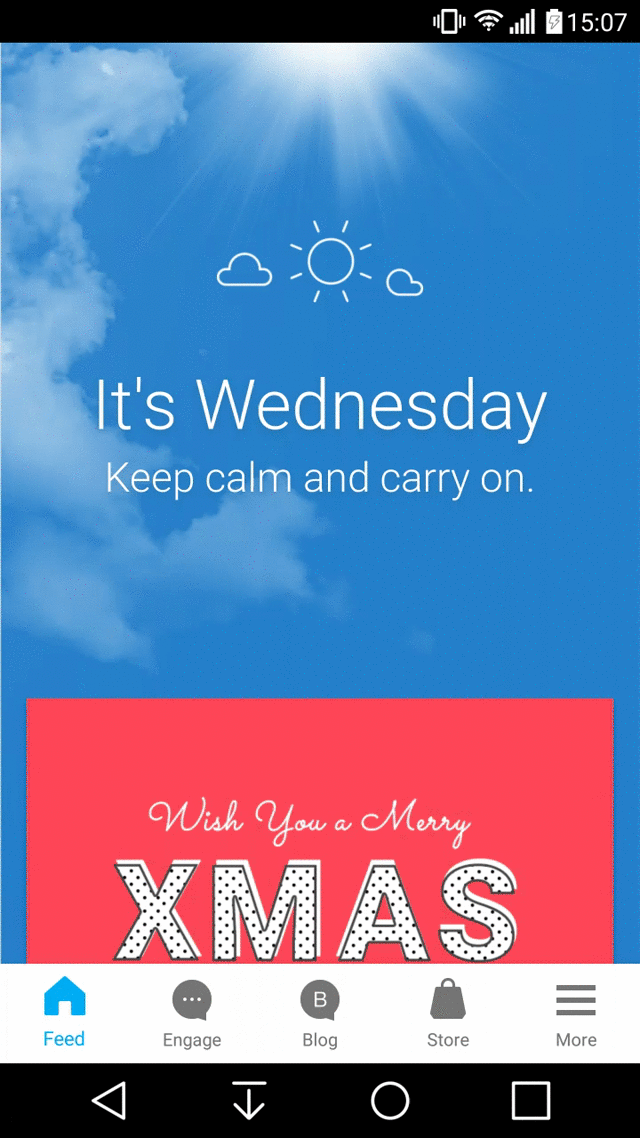 15:07
It's Wednesday
Keep calm and carry on.
Wish You a Merry
XMAS
B
Feed
Engage
Blog
Store
More